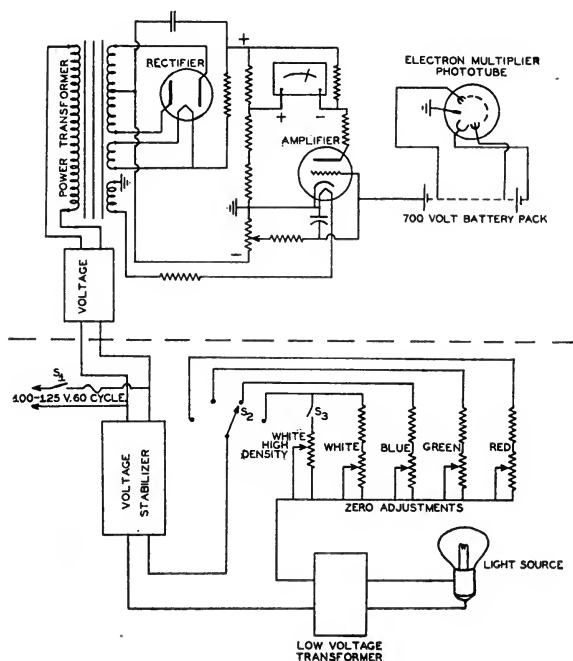 POWER TRANSFORMER
RECTIFIER
+
+ -
AMPLIFIER
-
ELECTRON MULTIPLIER
PHOTOTUBE
700 VOLT BATTERY PACK
VOLTAGE
S1
100-125 V. 60 CYCLE
VOLTAGE
STABILIZER
S2
S3
WHITE
HIGH
DENSITY
WHITE
BLUE
GREEN
RED
ZERO ADJUSTMENTS
LIGHT SOURCE
LOW VOLTAGE
TRANSFORMER